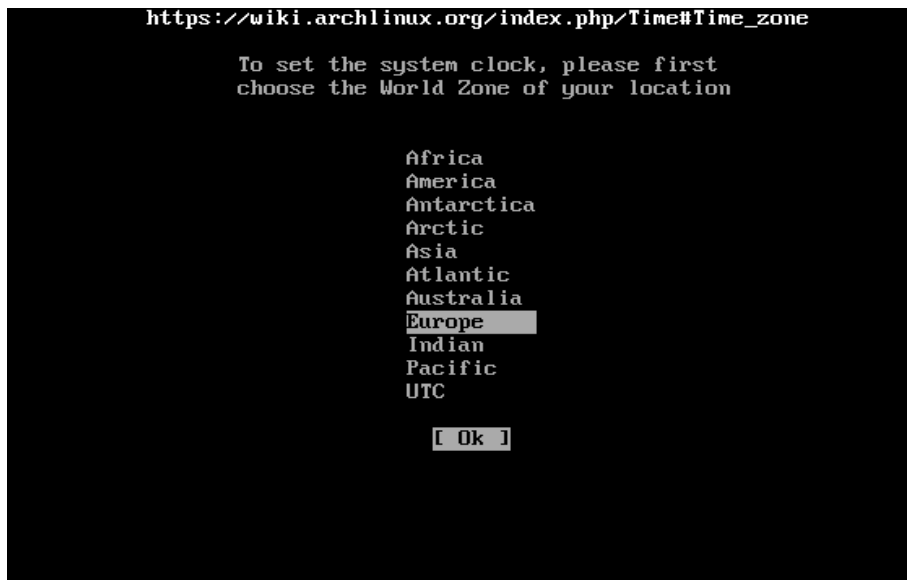 https://wiki.archlinux.org/index.php/Time#Time_zone
To set the system clock, please first
choose the World Zone of your location
Africa
America
Antarctica
Arctic
Asia
Atlantic
Australia
Europe
Indian
Pacific
UTC
[ Ok ]